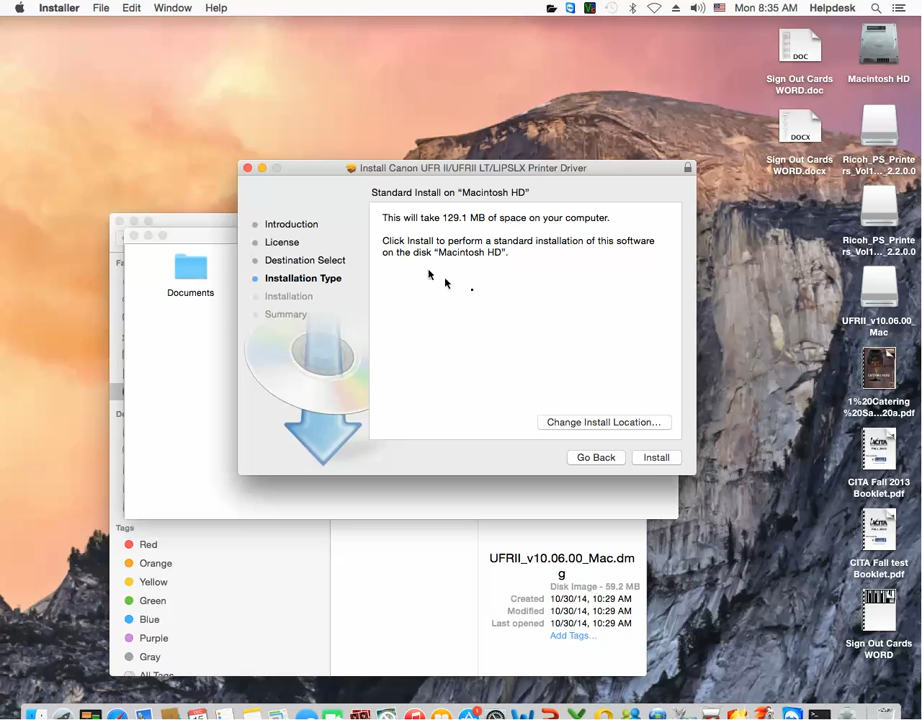 Installer File Edit Window Help
Mon 8:35 AM Helpdesk
DOC
Sign Out Cards
WORD.doc
Macintosh HD
DOCX
Sign Out Cards
WORD.docx
Ricoh_PS_Printe
rs_Vol1..._2.2.0.0
Ricoh_PS_Printe
rs_Vol1..._2.2.0.0
UFRII_v10.06.00_
Mac
1%20Catering
%20Sa...20a.pdf
CITA Fall 2013
Booklet.pdf
CITA Fall test
Booklet.pdf
Sign Out Cards
WORD
Install Canon UFR II/UFRII LT/LIPSLX Printer Driver
Standard Install on “Macintosh HD”
Introduction
License
Destination Select
Installation Type
Installation
Summary
This will take 129.1 MB of space on your computer.
Click Install to perform a standard installation of this software
on the disk “Macintosh HD”.
Change Install Location...
Go Back Install
Fa
Documents
De
Tags
Red
Orange
Yellow
Green
Blue
Purple
Gray
All Tags
UFRII_v10.06.00_Mac.dm
g
Disk Image - 59.2 MB
Created 10/30/14, 10:29 AM
Modified 10/30/14, 10:29 AM
Last opened 10/30/14, 10:29 AM
Add Tags...